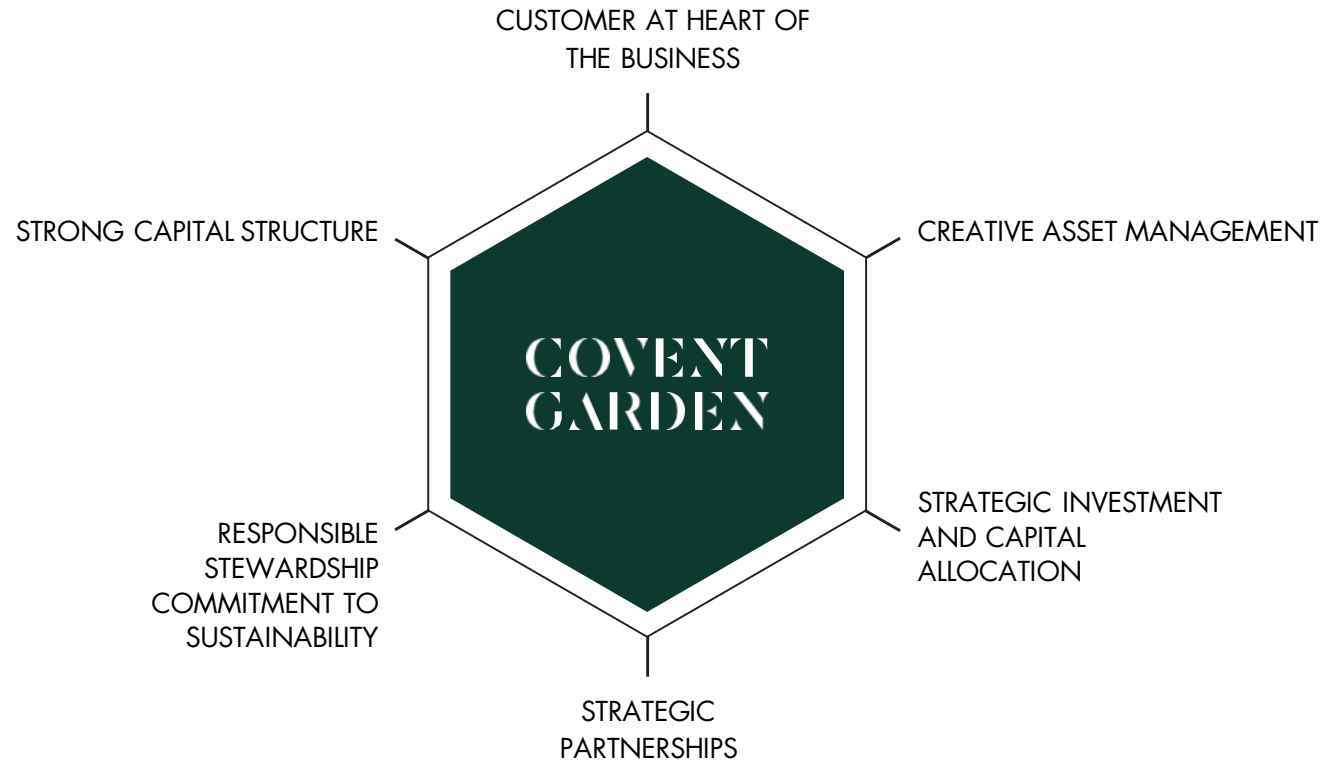 CUSTOMER AT HEART OF
THE BUSINESS
STRONG CAPITAL STRUCTURE
CREATIVE ASSET MANAGEMENT
COVENT
GARDEN
STRATEGIC INVESTMENT
AND CAPITAL
ALLOCATION
RESPONSIBLE
STEWARDSHIP
COMMITMENT TO
SUSTAINABILITY
STRATEGIC
PARTNERSHIPS